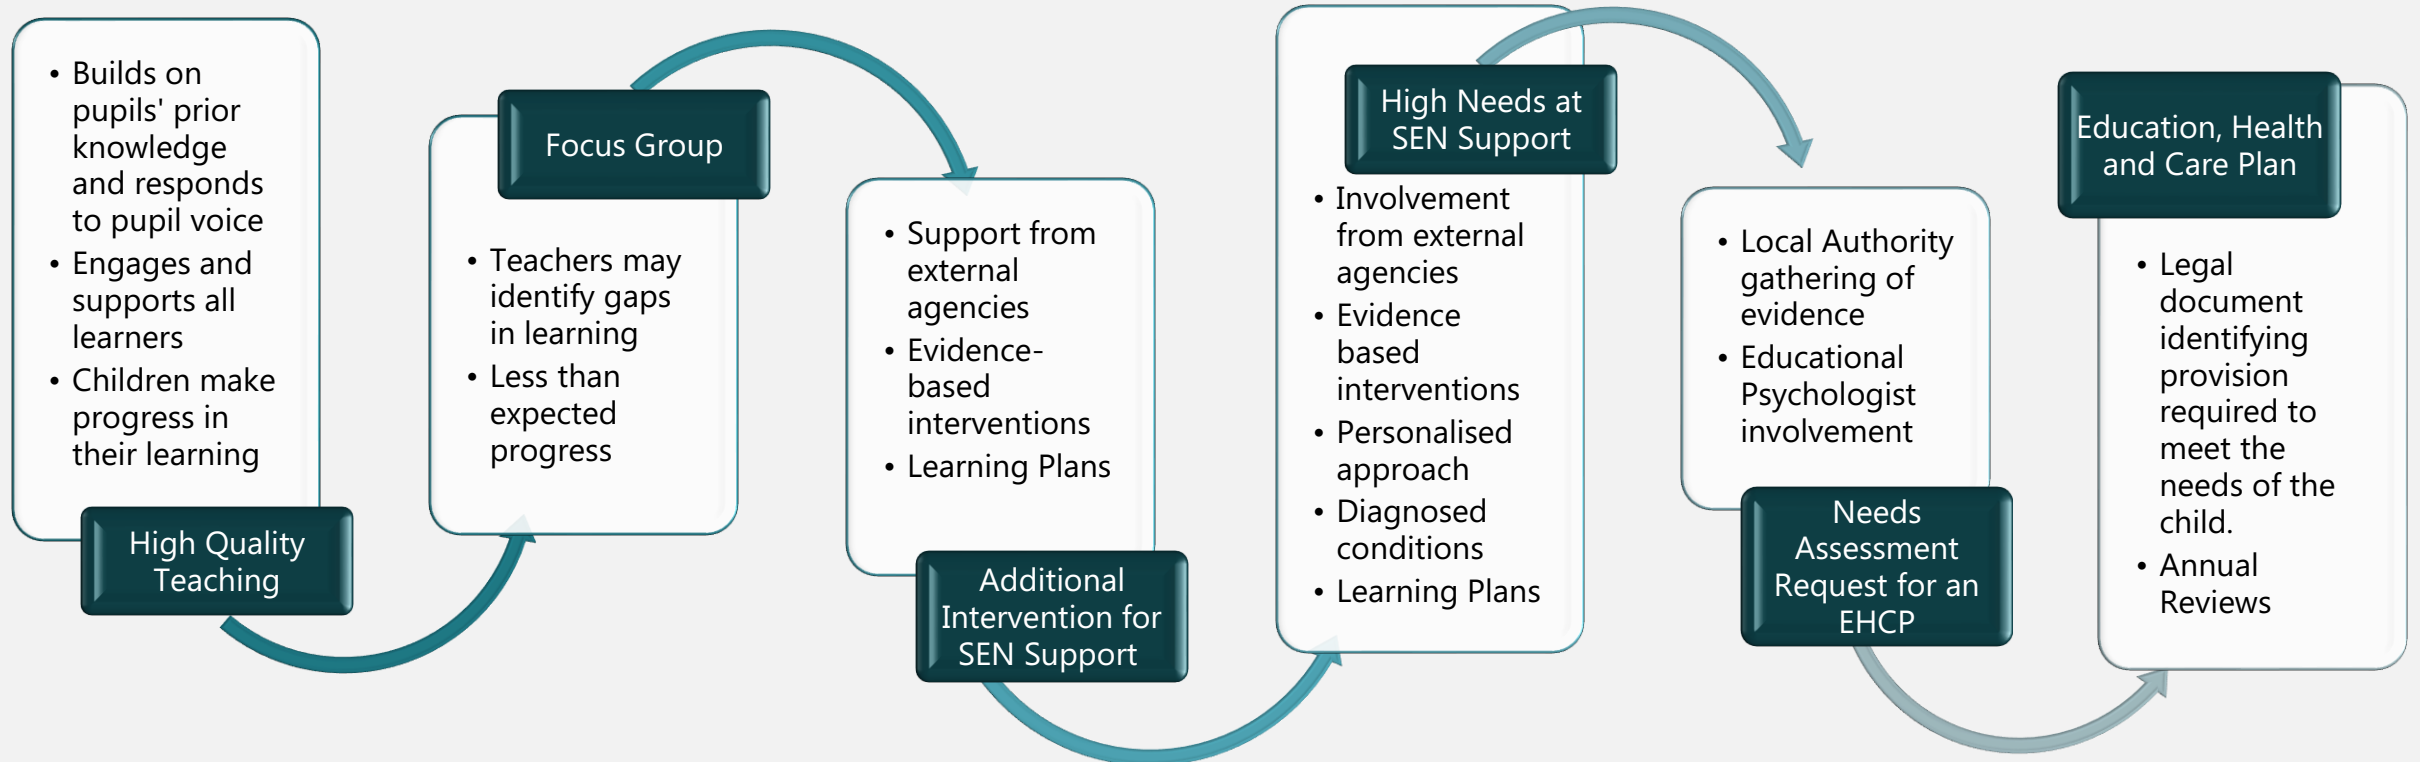 • Builds on
pupils' prior
knowledge
and responds
to pupil voice
• Engages and
supports all
learners
• Children make
progress in
their learning
High Quality
Teaching
Focus Group
• Teachers may
identify gaps
in learning
• Less than
expected
progress
• Support from
external
agencies
• Evidence-
based
interventions
• Learning Plans
Additional
Intervention for
SEN Support
High Needs at
SEN Support
• Involvement
from external
agencies
• Evidence
based
interventions
• Personalised
approach
• Diagnosed
conditions
• Learning Plans
• Local Authority
gathering of
evidence
• Educational
Psychologist
involvement
Needs
Assessment
Request for an
EHCP
Education, Health
and Care Plan
• Legal
document
identifying
provision
required to
meet the
needs of the
child.
• Annual
Reviews